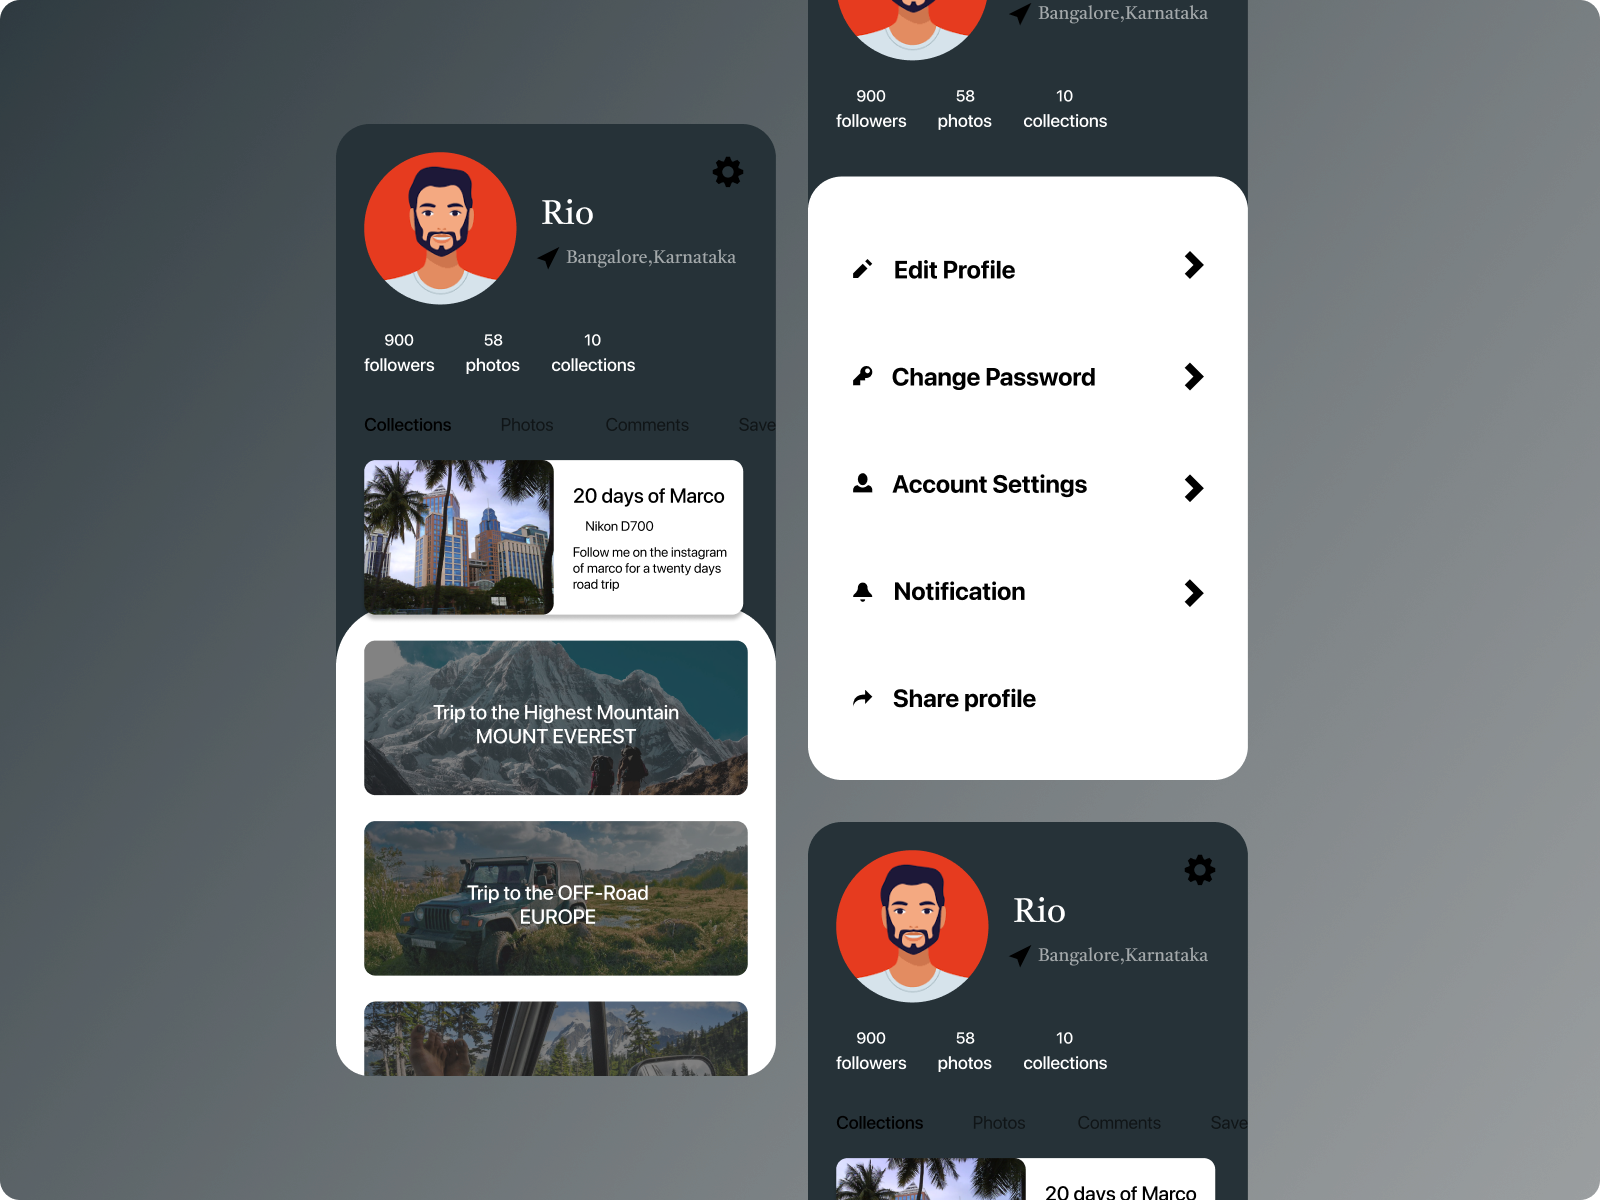 Rio
Bangalore,Karnataka
900
followers
58
photos
10
collections
Collections
Photos
Comments
Save
20 days of Marco
Nikon D700
Follow me on the instagram
of marco for a twenty days
road trip
Trip to the Highest Mountain
MOUNT EVEREST
Trip to the OFF-Road
EUROPE
Bangalore,Karnataka
900
followers
58
photos
10
collections
Edit Profile
Change Password
Account Settings
Notification
Share profile
Rio
Bangalore,Karnataka
900
followers
58
photos
10
collections
Collections
Photos
Comments
Save
20 days of Marco